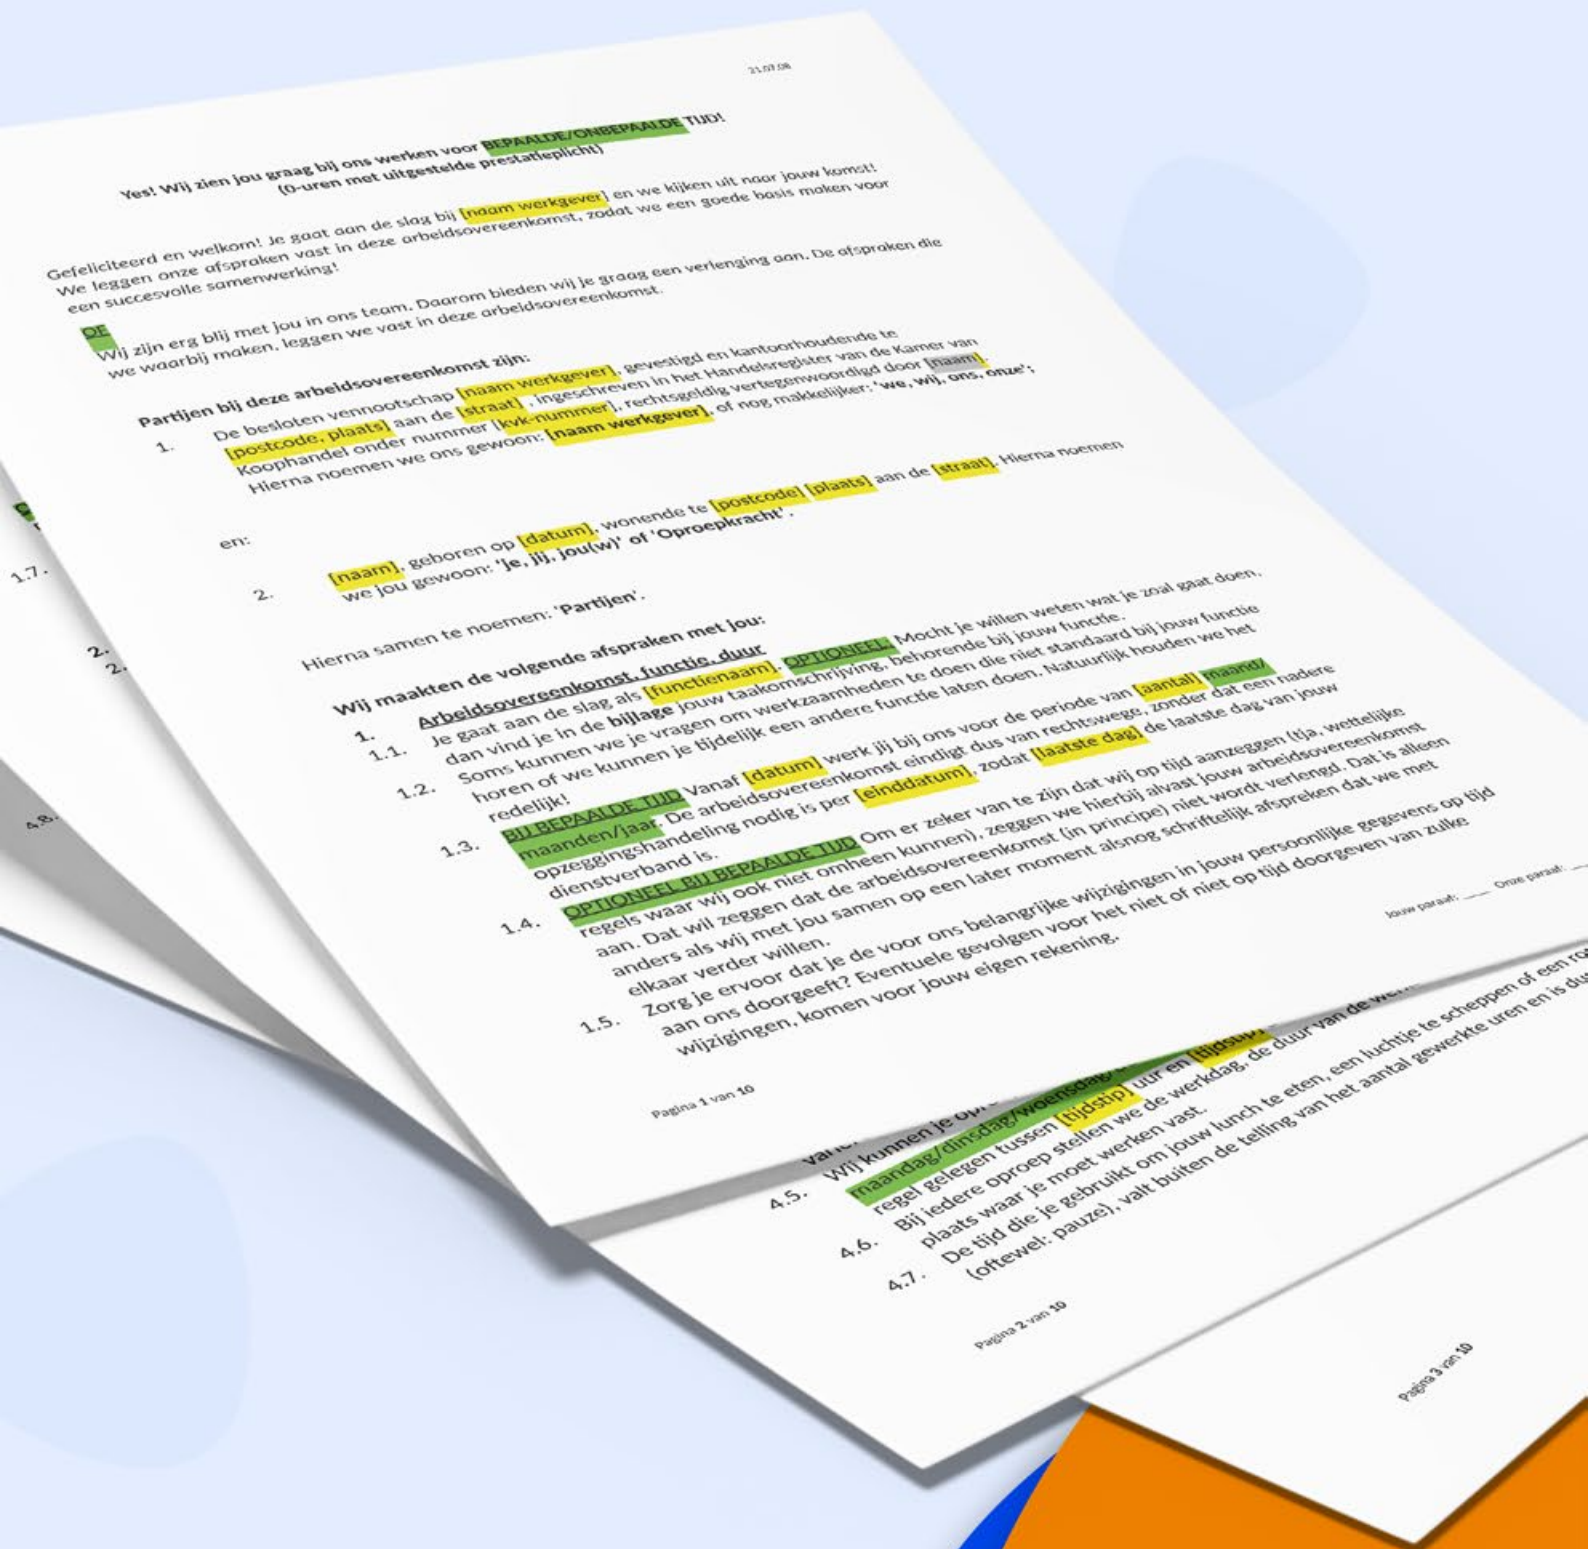 21.07.08
Yes! Wij zien jou graag bij ons werken voor BEPAALDE/ONBEPAALDE TIJD!
(0-uren met uitgestelde prestatieplicht)
Gefeliciteerd en welkom! Je gaat aan de slag bij [naam werkgever] en we kijken uit naar jouw komst!
We leggen onze afspraken vast in deze arbeidsovereenkomst, zodat we een goede basis maken voor
een succesvolle samenwerking!
OF
Wij zijn erg blij met jou in ons team. Daarom bieden wij je graag een verlenging aan. De afspraken die
we waarbij maken, leggen we vast in deze arbeidsovereenkomst.
Partijen bij deze arbeidsovereenkomst zijn:
1. De besloten vennootschap [naam werkgever], gevestigd en kantoorhoudende te
[postcode, plaats] aan de [straat] , ingeschreven in het Handelsregister van de Kamer van
Koophandel onder nummer [kvk-nummer], rechtsgeldig vertegenwoordigd door [naam].
Hierna noemen we ons gewoon: [naam werkgever], of nog makkelijker: 'we, wij, ons, onze';
en:
2. [naam], geboren op [datum], wonende te [postcode] [plaats] aan de [straat]. Hierna noemen
we jou gewoon: 'je, jij, jou(w)' of 'Oproepkracht' .
Hierna samen te noemen: 'Partijen'.
Wij maakten de volgende afspraken met jou:
1. Arbeidsovereenkomst, functie, duur
1.1. Je gaat aan de slag als [functienaam]. OPTIONEEL: Mocht je willen weten wat je zoal gaat doen,
dan vind je in de bijlage jouw taakomschrijving, behorende bij jouw functie.
1.2. Soms kunnen we je vragen om werkzaamheden te doen die niet standaard bij jouw functie
horen of we kunnen je tijdelijk een andere functie laten doen. Natuurlijk houden we het
redelijk!
1.3. BIJ BEPAALDE TIJD Vanaf [datum] werk jij bij ons voor de periode van [aantal] maand/
maanden/jaar. De arbeidsovereenkomst eindigt dus van rechtswege, zonder dat een nadere
opzeggingshandeling nodig is per [einddatum], zodat [laatste dag] de laatste dag van jouw
dienstverband is.
1.4. OPTIONEEL BIJ BEPAALDE TIJD Om er zeker van te zijn dat wij op tijd aanzeggen (tja, wettelijke
regels waar wij ook niet omheen kunnen), zeggen we hierbij alvast jouw arbeidsovereenkomst
aan. Dat wil zeggen dat de arbeidsovereenkomst (in principe) niet wordt verlengd. Dat is alleen
anders als wij met jou samen op een later moment alsnog schriftelijk afspreken dat we met
elkaar verder willen.
1.5. Zorg je ervoor dat je de voor ons belangrijke wijzigingen in jouw persoonlijke gegevens op tijd
aan ons doorgeeft? Eventuele gevolgen voor het niet of niet op tijd doorgeven van zulke
wijzigingen, komen voor jouw eigen rekening.
Jouw paraaf: ____ Onze paraaf:
Pagina 1 van 10
1.7.
2.
2.
4.8.
4.5. Wij kunnen je
maandag/dinsdag/woensdag/
regel gelegen tussen [tijdstip] uur en [tijdstip]
4.6. Bij iedere oproep stellen we de werkdag, de duur van de
plaats waar je moet werken vast.
4.7. De tijd die je gebruikt om jouw lunch te eten, een luchtje te scheppen of een
(oftewel: pauze), valt buiten de telling van het aantal gewerkte uren en is
Pagina 2 van 10
Pagina 3 van 10